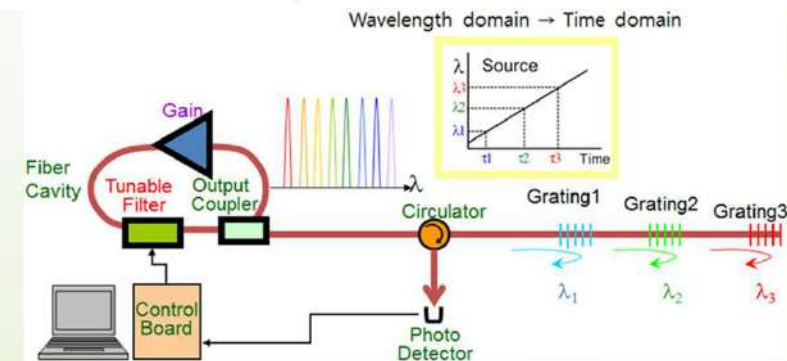 Wavelength domain → Time domain
λ
Source
λ3
λ2
λ1
t1
t2
t3
Time
Gain
Fiber
Cavity
Tunable
Filter
Output
Coupler
λ
Circulator
Grating1
Grating2
Grating3
λ1
λ2
λ3
Control
Board
Photo
Detector